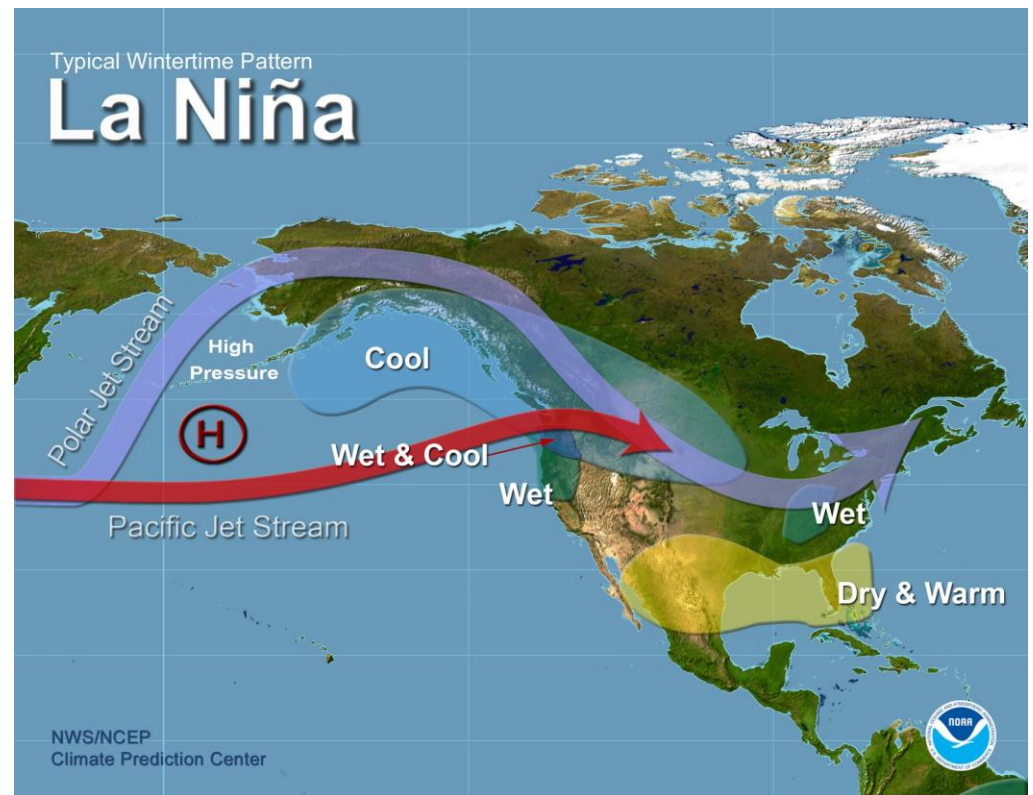 Typical Wintertime Pattern
La Niña
Polar Jet Stream
High
Pressure
H
Cool
Wet & Cool
Wet
Pacific Jet Stream
Wet
Dry & Warm
NWS/NCEP
Climate Prediction Center
NOAA